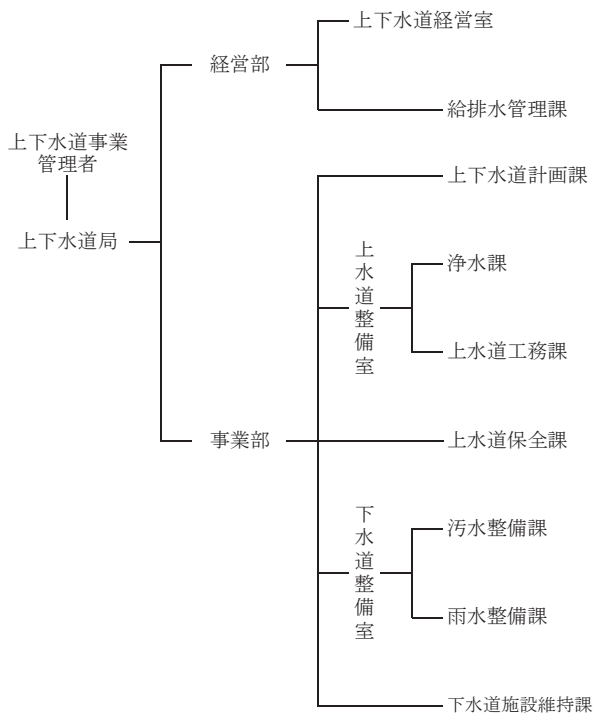 上下水道事業
管理者
上下水道局
経営部
上下水道経営室
給排水管理課
事業部
上下水道計画課
上水道整備室
浄水課
上水道工務課
上水道保全課
下水道整備室
汚水整備課
雨水整備課
下水道施設維持課